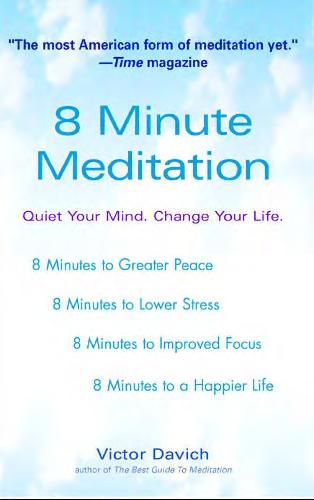 "The most American form of meditation yet."
—Time magazine
8 Minute
Meditation
Quiet Your Mind. Change Your Life.
8 Minutes to Greater Peace
8 Minutes to Lower Stress
8 Minutes to Improved Focus
8 Minutes to a Happier Life
Victor Davich
author of The Best Guide To Meditation